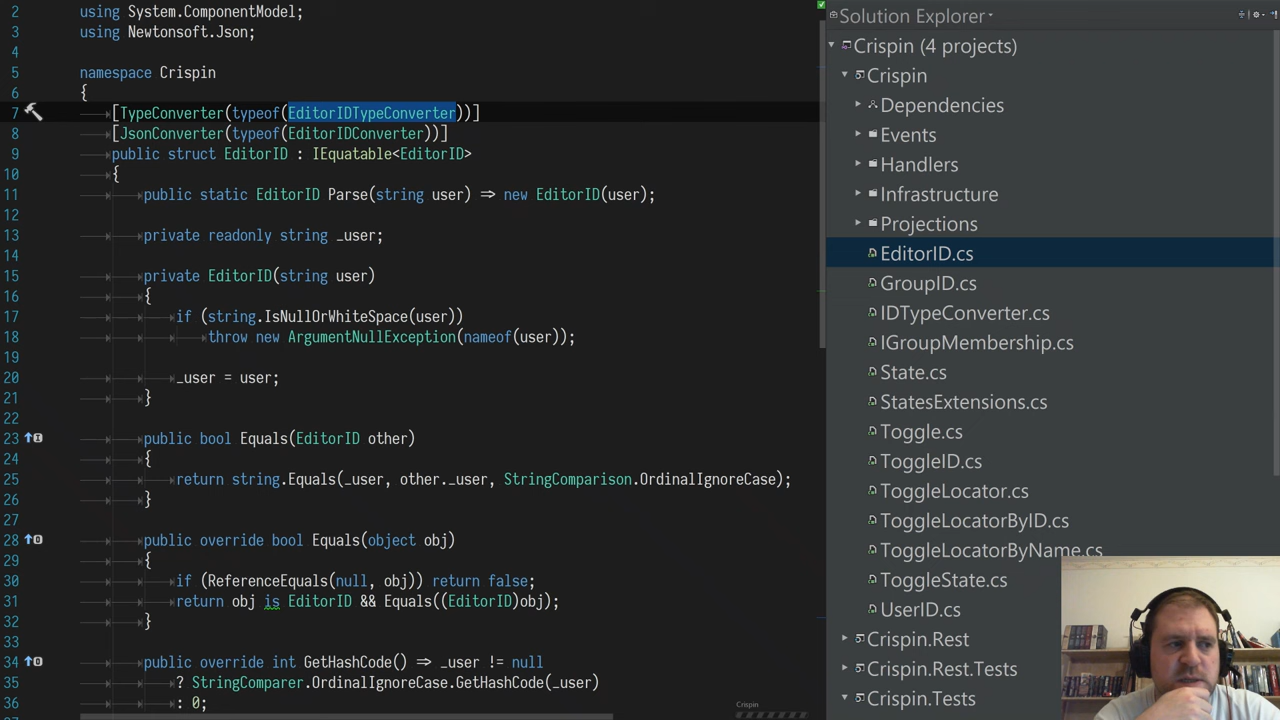 2 using System.ComponentModel;
3 using Newtonsoft.Json;
4
5 namespace Crispin
6 {
7 [TypeConverter(typeof(EditorIDTypeConverter))]
8 [JsonConverter(typeof(EditorIDConverter))]
9 public struct EditorID : IEquatable<EditorID>
10 {
11 public static EditorID Parse(string user) => new EditorID(user);
12
13 private readonly string _user;
14
15 private EditorID(string user)
16 {
17 if (string.IsNullOrWhiteSpace(user))
18 throw new ArgumentNullException(nameof(user));
19
20 _user = user;
21 }
22
23 public bool Equals(EditorID other)
24 {
25 return string.Equals(_user, other._user, StringComparison.OrdinalIgnoreCase);
26 }
27
28 public override bool Equals(object obj)
29 {
30 if (ReferenceEquals(null, obj)) return false;
31 return obj is EditorID && Equals((EditorID)obj);
32 }
33
34 public override int GetHashCode() => _user != null
35 ? StringComparer.OrdinalIgnoreCase.GetHashCode(_user)
36 : 0;
Crispin
Solution Explorer
Crispin (4 projects)
Crispin
Dependencies
Events
Handlers
Infrastructure
Projections
EditorID.cs
GroupID.cs
IDTypeConverter.cs
IGroupMembership.cs
State.cs
StatesExtensions.cs
Toggle.cs
ToggleID.cs
ToggleLocator.cs
ToggleLocatorByID.cs
ToggleLocatorByName.cs
ToggleState.cs
UserID.cs
Crispin.Rest
Crispin.Rest.Tests
Crispin.Tests